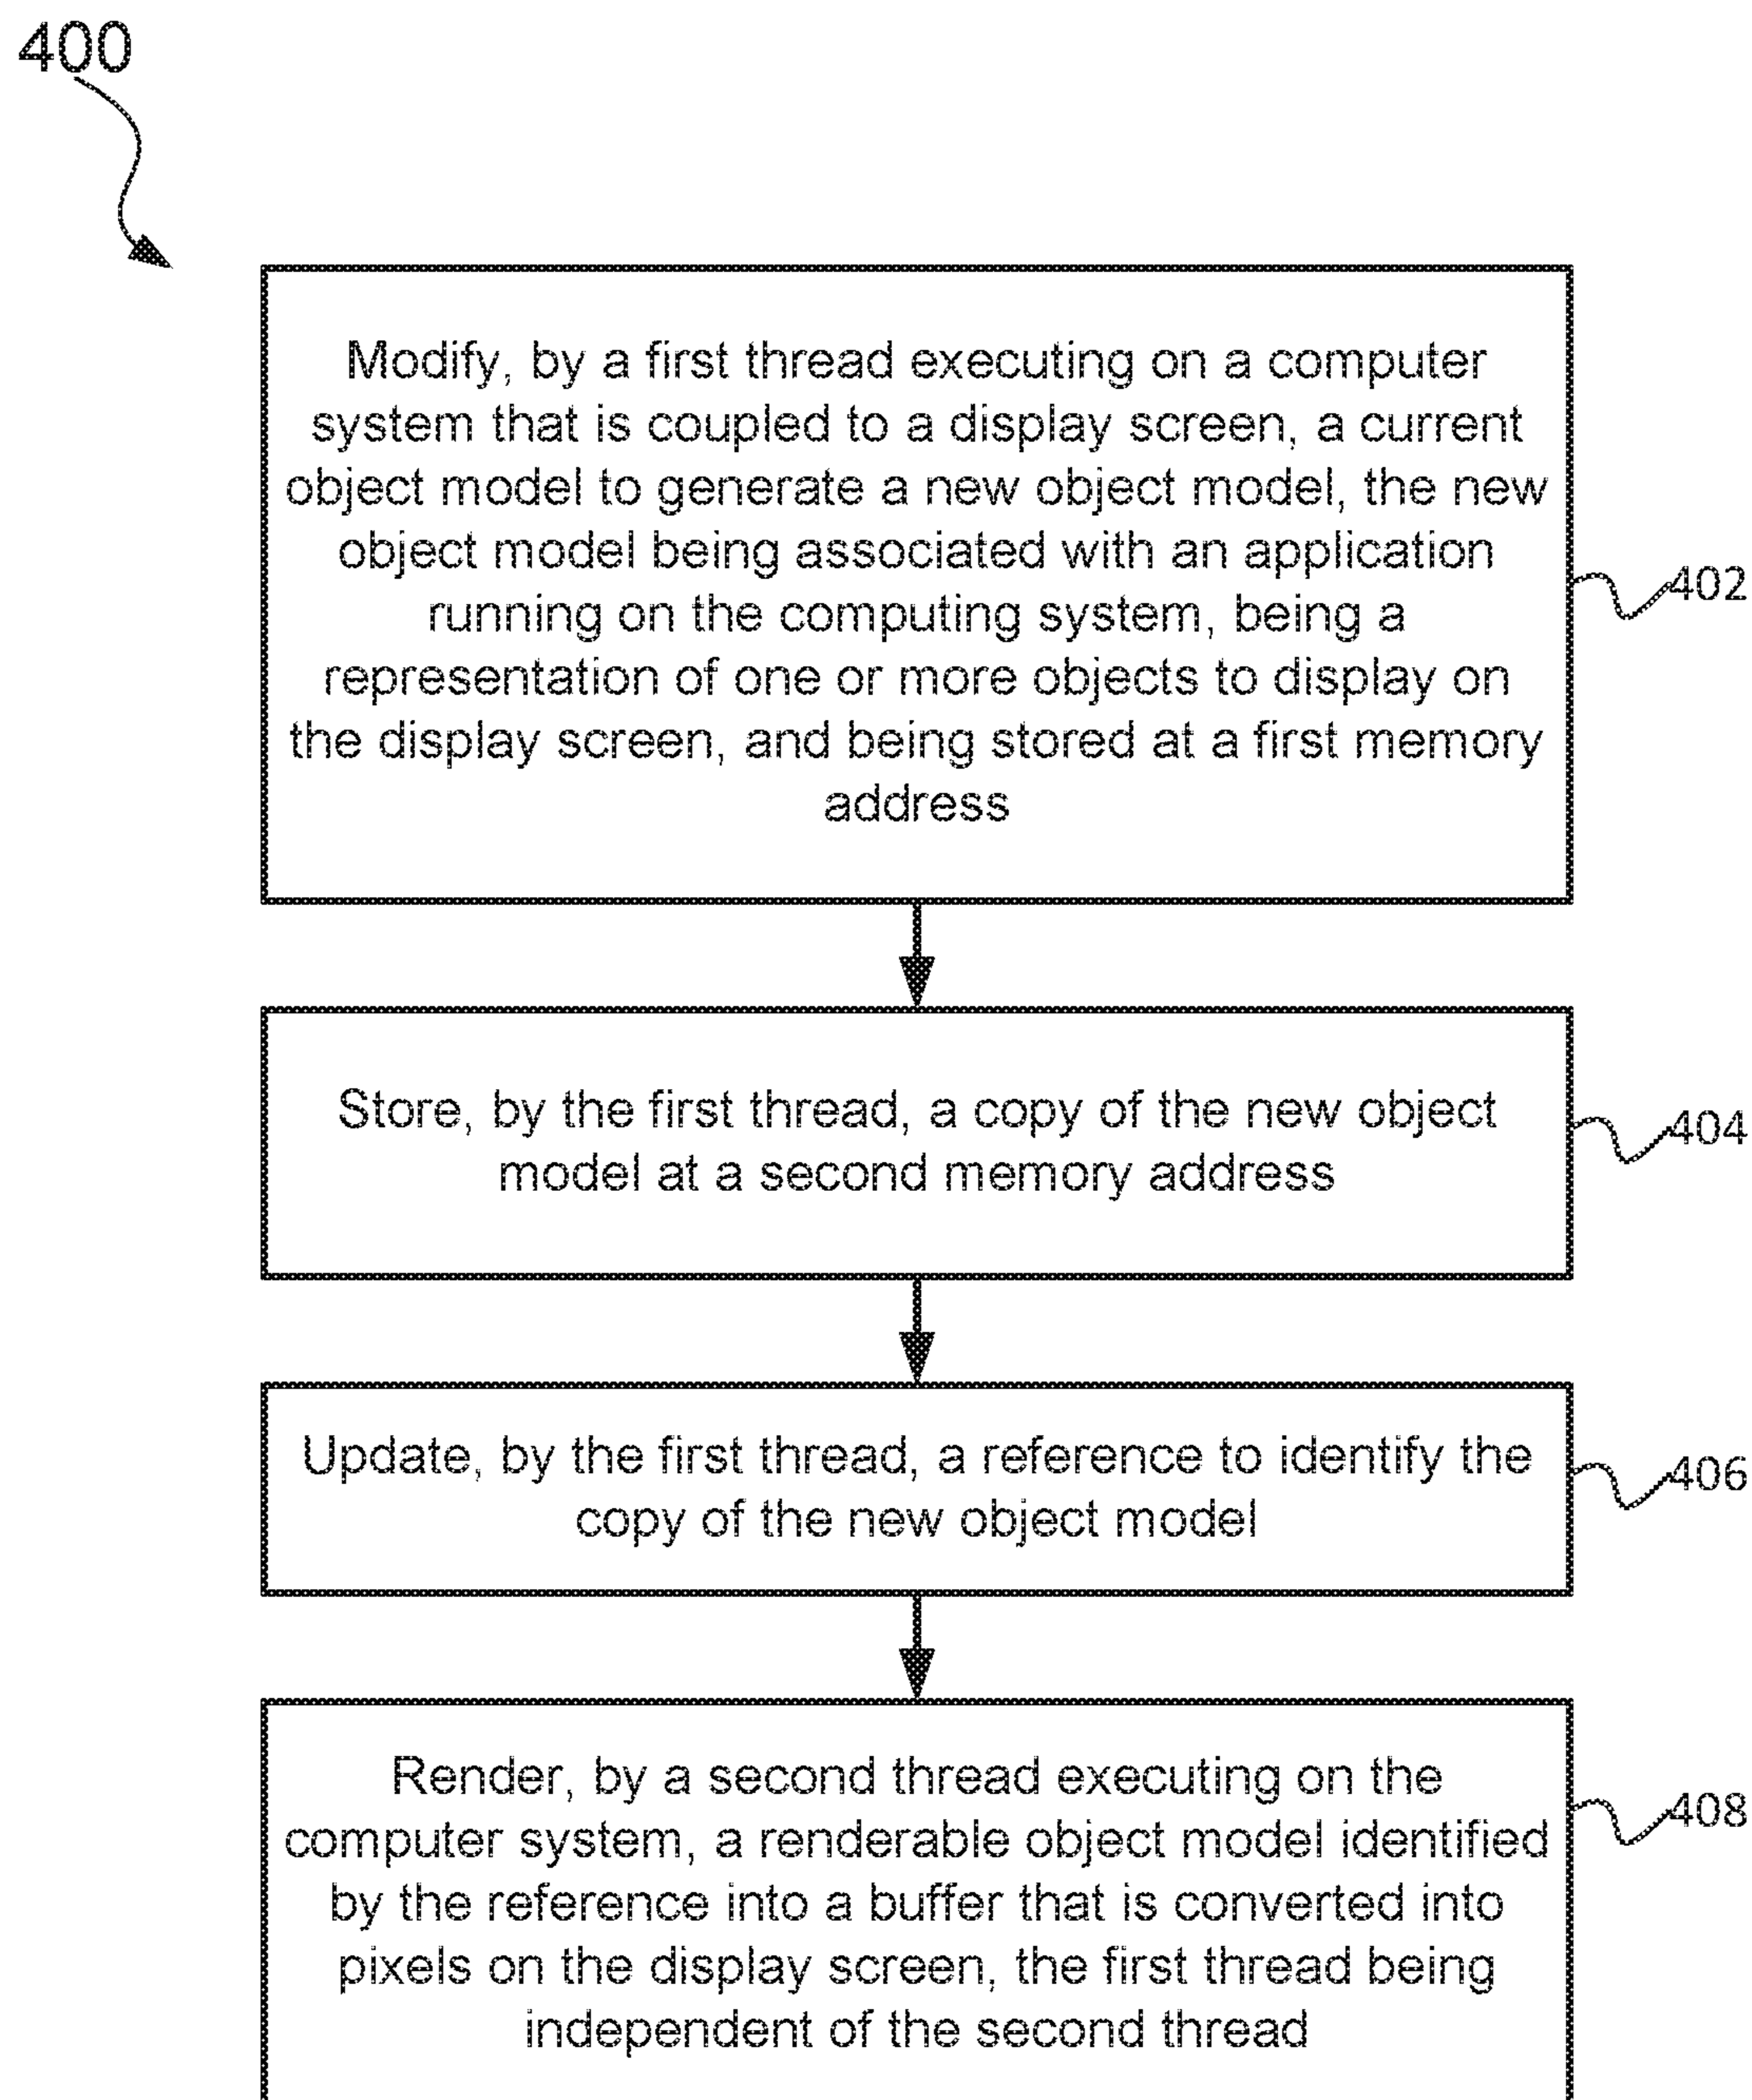 400
Modify, by a first thread executing on a computer
system that is coupled to a display screen, a current
object model to generate a new object model, the new
object model being associated with an application
running on the computing system, being a
representation of one or more objects to display on
the display screen, and being stored at a first memory
address
402
Store, by the first thread, a copy of the new object
model at a second memory address
404
Update, by the first thread, a reference to identify the
copy of the new object model
406
Render, by a second thread executing on the
computer system, a renderable object model identified
by the reference into a buffer that is converted into
pixels on the display screen, the first thread being
independent of the second thread
408